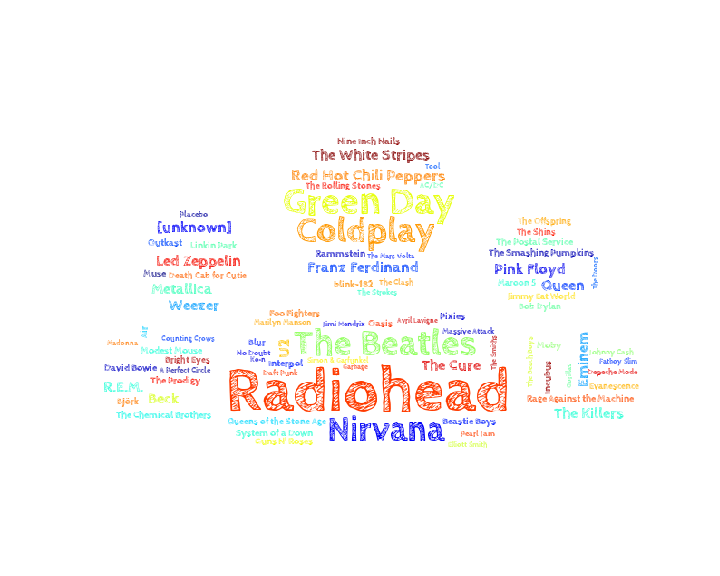 Nine Inch Nails
The White Stripes
Tool
Red Hot Chili Peppers
The Rolling Stones
AC/DC
Green Day
Coldplay
Rammstein
The Mars Volta
Franz Ferdinand
blink-182
The Clash
The Strokes
Placebo
[unknown]
Outkast
Linkin Park
Led Zeppelin
Muse
Death Cab for Cutie
Metallica
Weezer
The Offspring
The Shins
The Postal Service
The Smashing Pumpkins
Pink Floyd
The Doors
Maroon 5
Queen
Jimmy Eat World
Bob Dylan
Foo Fighters
Marilyn Manson
Jimi Hendrix
Oasis
Avril Lavigne
Pixies
Massive Attack
Madonna
Air
Counting Crows
Modest Mouse
Bright Eyes
David Bowie
A Perfect Circle
R.E.M.
The Prodigy
Björk
Beck
The Chemical Brothers
Blur
U2
The Beatles
No Doubt
Korn
Interpol
Simon & Garfunkel
Daft Punk
Garbage
The Cure
The Smiths
Radiohead
Queens of the Stone Age
System of a Down
Nirvana
Beastie Boys
Pearl Jam
Elliott Smith
Moby
Incubus
Eminem
Johnny Cash
Fatboy Slim
Depeche Mode
Evanescence
Rage Against the Machine
The Killers